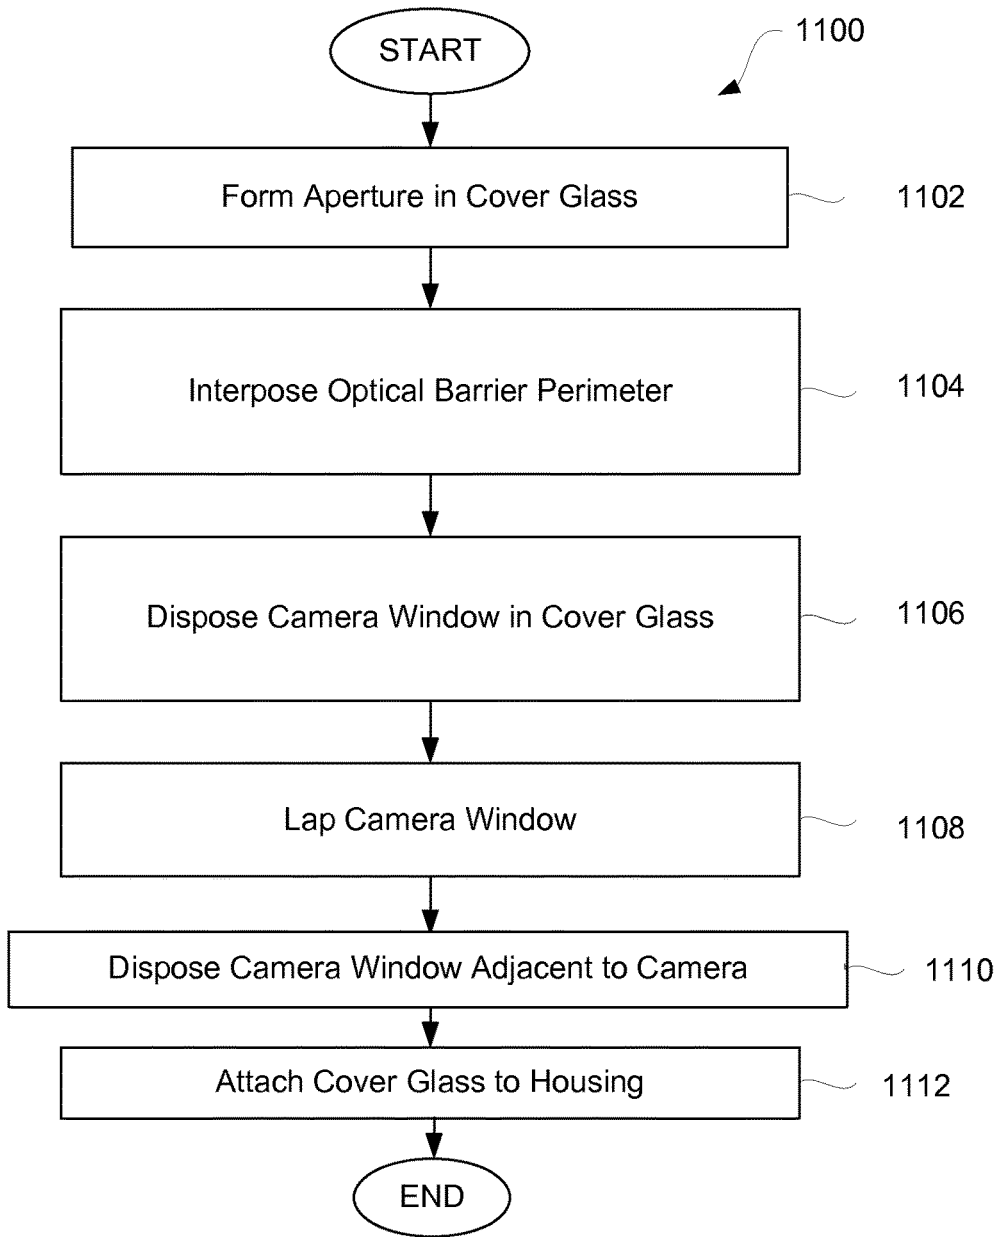 START
1100
Form Aperture in Cover Glass
1102
Interpose Optical Barrier Perimeter
1104
Dispose Camera Window in Cover Glass
1106
Lap Camera Window
1108
Dispose Camera Window Adjacent to Camera
1110
Attach Cover Glass to Housing
1112
END